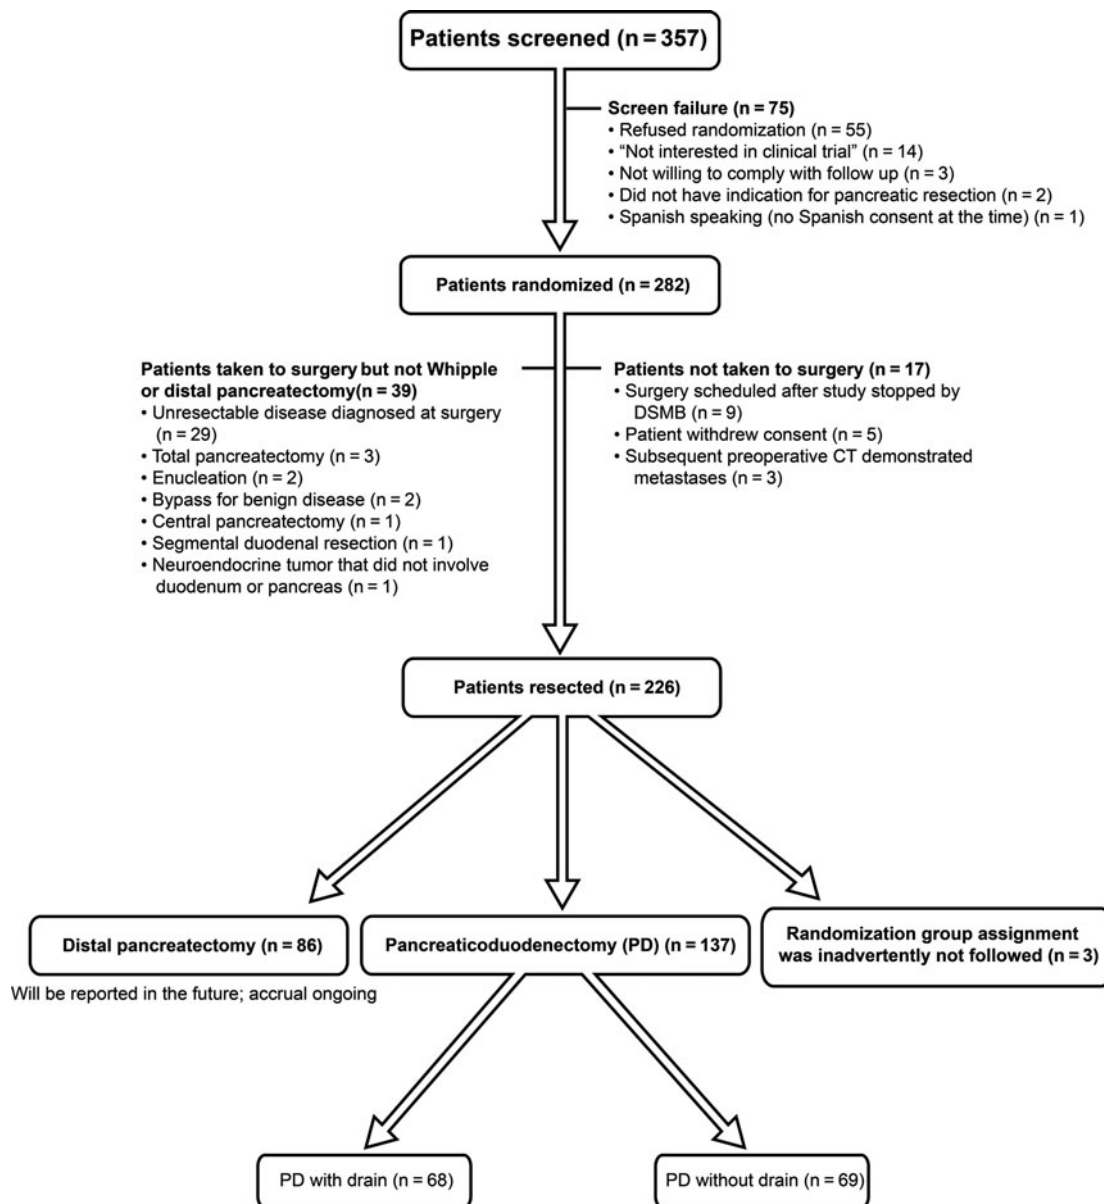 Patients screened (n = 357)
Screen failure (n = 75)
• Refused randomization (n = 55)
• “Not interested in clinical trial” (n = 14)
• Not willing to comply with follow up (n = 3)
• Did not have indication for pancreatic resection (n = 2)
• Spanish speaking (no Spanish consent at the time) (n = 1)
Patients randomized (n = 282)
Patients taken to surgery but not Whipple
or distal pancreatectomy(n = 39)
• Unresectable disease diagnosed at surgery
(n = 29)
• Total pancreatectomy (n = 3)
• Enucleation (n = 2)
• Bypass for benign disease (n = 2)
• Central pancreatectomy (n = 1)
• Segmental duodenal resection (n = 1)
• Neuroendocrine tumor that did not involve
duodenum or pancreas (n = 1)
Patients not taken to surgery (n = 17)
• Surgery scheduled after study stopped by
DSMB (n = 9)
• Patient withdrew consent (n = 5)
• Subsequent preoperative CT demonstrated
metastases (n = 3)
Patients resected (n = 226)
Distal pancreatectomy (n = 86)
Will be reported in the future; accrual ongoing
Pancreaticoduodenectomy (PD) (n = 137)
Randomization group assignment
was inadvertently not followed (n = 3)
PD with drain (n = 68)
PD without drain (n = 69)